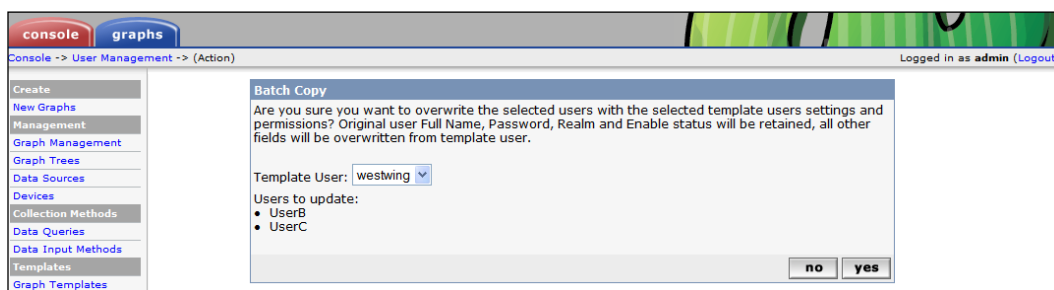 console graphs
Console -> User Management -> (Action)
Logged in as admin (Logout
Create
New Graphs
Management
Graph Management
Graph Trees
Data Sources
Devices
Collection Methods
Data Queries
Data Input Methods
Templates
Graph Templates
Batch Copy
Are you sure you want to overwrite the selected users with the selected template users settings and
permissions? Original user Full Name, Password, Realm and Enable status will be retained, all other
fields will be overwritten from template user.
Template User: westwing
Users to update:
• UserB
• UserC
no yes